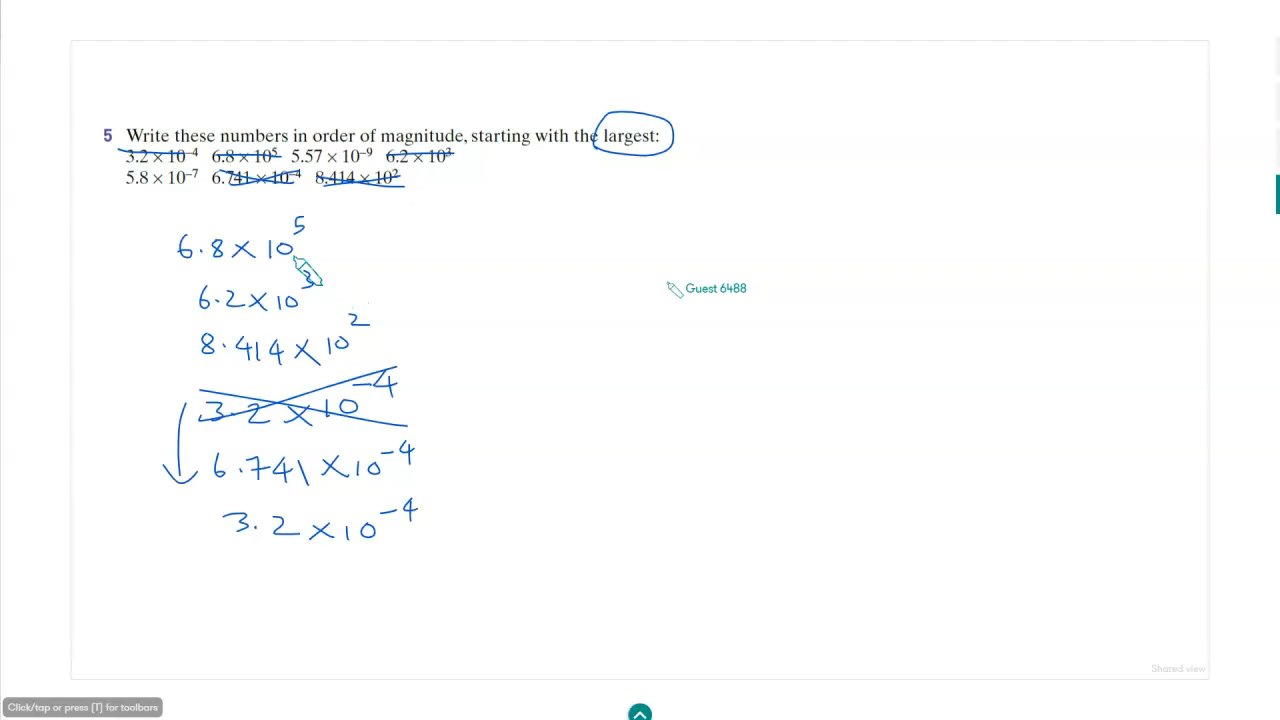 5 Write these numbers in order of magnitude, starting with the largest:
3.2 × 10⁻⁴ 6.8 × 10⁵ 5.57 × 10⁻⁹ 6.2 × 10³
5.8 × 10⁻⁷ 6.741 × 10⁻⁴ 8.414 × 10²
6.8 × 10⁵
6.2 × 10³
8.414 × 10²
3.2 × 10⁻⁴
6.741 × 10⁻⁴
3.2 × 10⁻⁴
Guest 6488
Shared view
Click/tap or press [T] for toolbars